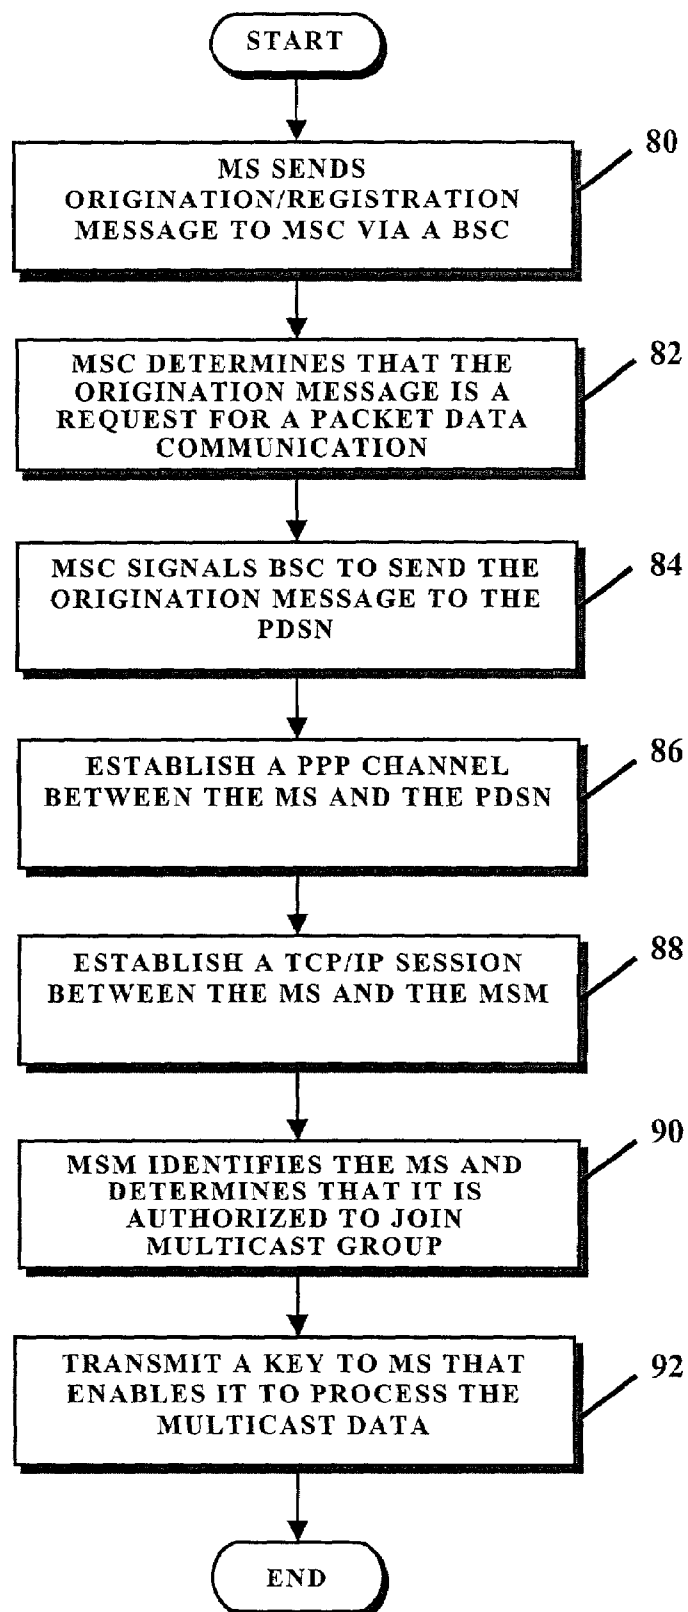 START
80
MS SENDS
ORIGINATION/REGISTRATION
MESSAGE TO MSC VIA A BSC
82
MSC DETERMINES THAT THE
ORIGINATION MESSAGE IS A
REQUEST FOR A PACKET DATA
COMMUNICATION
84
MSC SIGNALS BSC TO SEND THE
ORIGINATION MESSAGE TO THE
PDSN
86
ESTABLISH A PPP CHANNEL
BETWEEN THE MS AND THE PDSN
88
ESTABLISH A TCP/IP SESSION
BETWEEN THE MS AND THE MSM
90
MSM IDENTIFIES THE MS AND
DETERMINES THAT IT IS
AUTHORIZED TO JOIN
MULTICAST GROUP
92
TRANSMIT A KEY TO MS THAT
ENABLES IT TO PROCESS THE
MULTICAST DATA
END